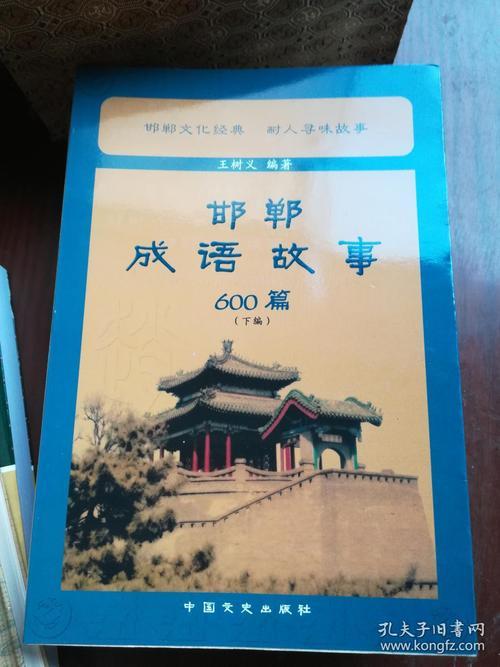 邯郸文化经典 耐人寻味故事
王树义 编著
邯郸
成语故事
600篇
(下编)
中国文史出版社
孔夫子旧书网
www.kongfz.com